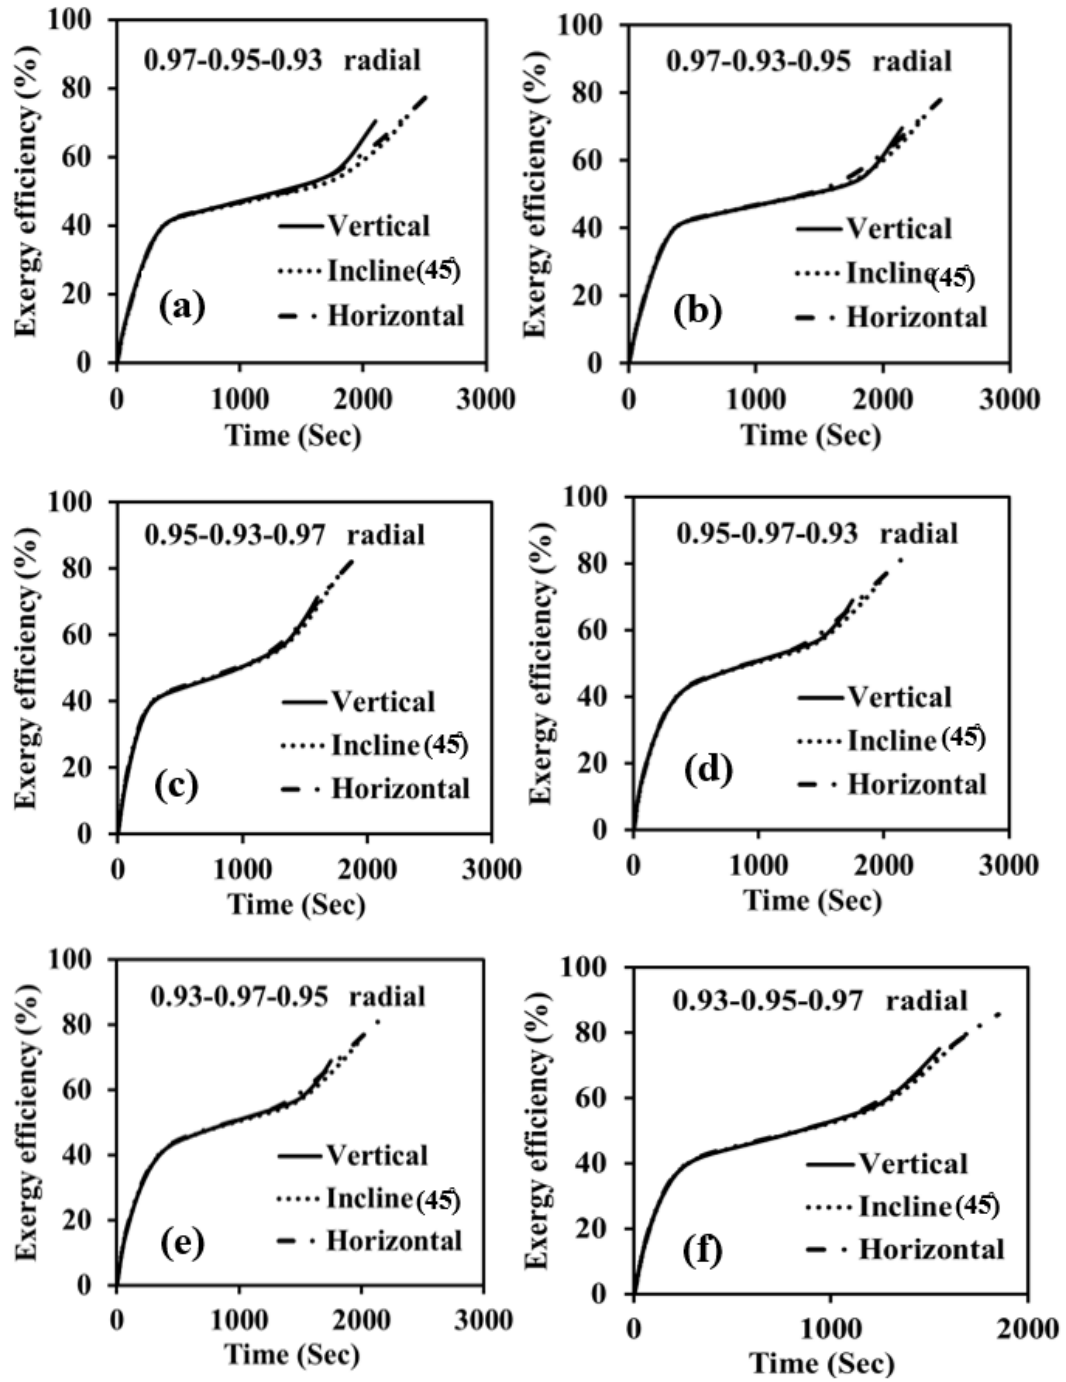 Exergy efficiency (%)
100
80
60
40
20
0
0.97-0.95-0.93 radial
Vertical
Incline(45°)
Horizontal
(a)
0 1000 2000 3000
Time (Sec)
Exergy efficiency (%)
100
80
60
40
20
0
0.97-0.93-0.95 radial
Vertical
Incline(45°)
Horizontal
(b)
0 1000 2000 3000
Time (Sec)
Exergy efficiency (%)
100
80
60
40
20
0
0.95-0.93-0.97 radial
Vertical
Incline (45°)
Horizontal
(c)
0 1000 2000 3000
Time (Sec)
Exergy efficiency (%)
100
80
60
40
20
0
0.95-0.97-0.93 radial
Vertical
Incline (45°)
Horizontal
(d)
0 1000 2000 3000
Time (Sec)
Exergy efficiency (%)
100
80
60
40
20
0
0.93-0.97-0.95 radial
Vertical
Incline (45°)
Horizontal
(e)
0 1000 2000 3000
Time (Sec)
Exergy efficiency (%)
100
80
60
40
20
0
0.93-0.95-0.97 radial
Vertical
Incline (45°)
Horizontal
(f)
0 1000 2000
Time (Sec)